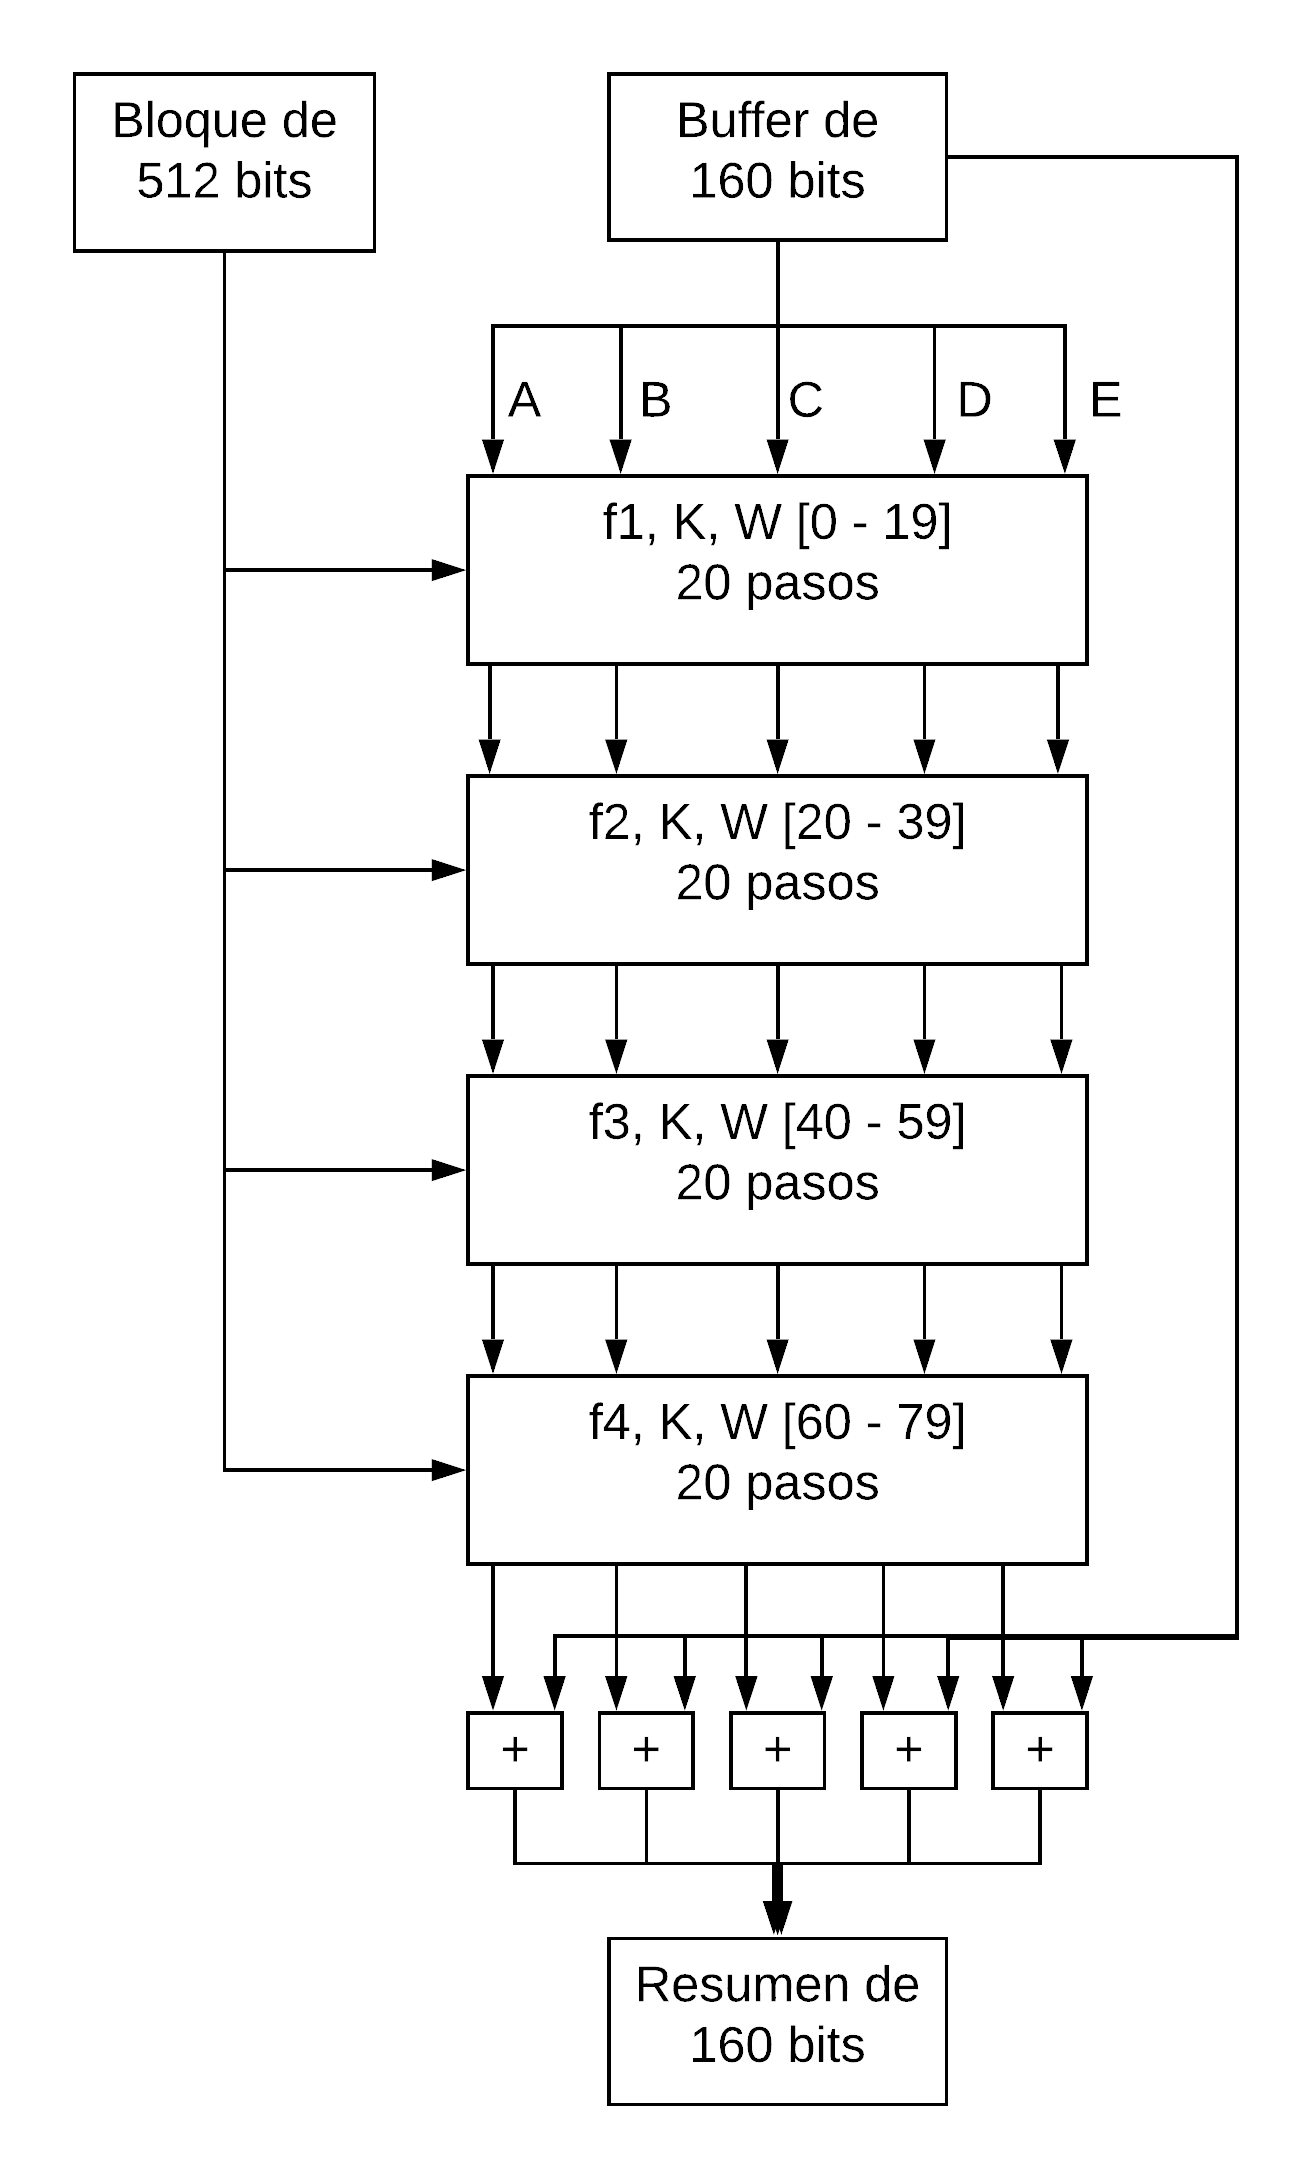 Bloque de
512 bits
Buffer de
160 bits
A
B
C
D
E
f1, K, W [0 - 19]
20 pasos
f2, K, W [20 - 39]
20 pasos
f3, K, W [40 - 59]
20 pasos
f4, K, W [60 - 79]
20 pasos
+
+
+
+
+
Resumen de
160 bits